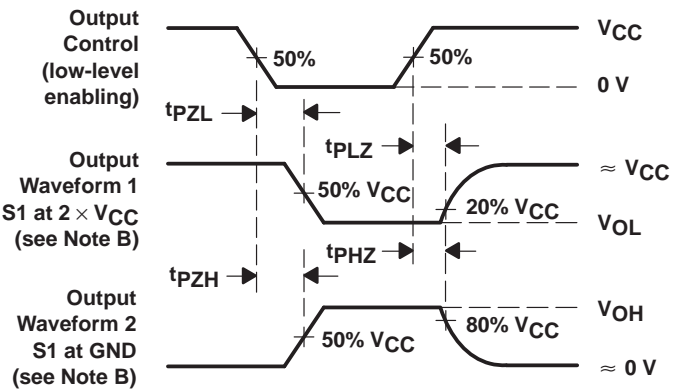 Output
Control
(low-level
enabling)
50%
50%
VCC
0 V
tPZL
tPLZ
Output
Waveform 1
S1 at 2 × VCC
(see Note B)
50% VCC
20% VCC
≈ VCC
VOL
tPZH
tPHZ
Output
Waveform 2
S1 at GND
(see Note B)
50% VCC
80% VCC
VOH
≈ 0 V